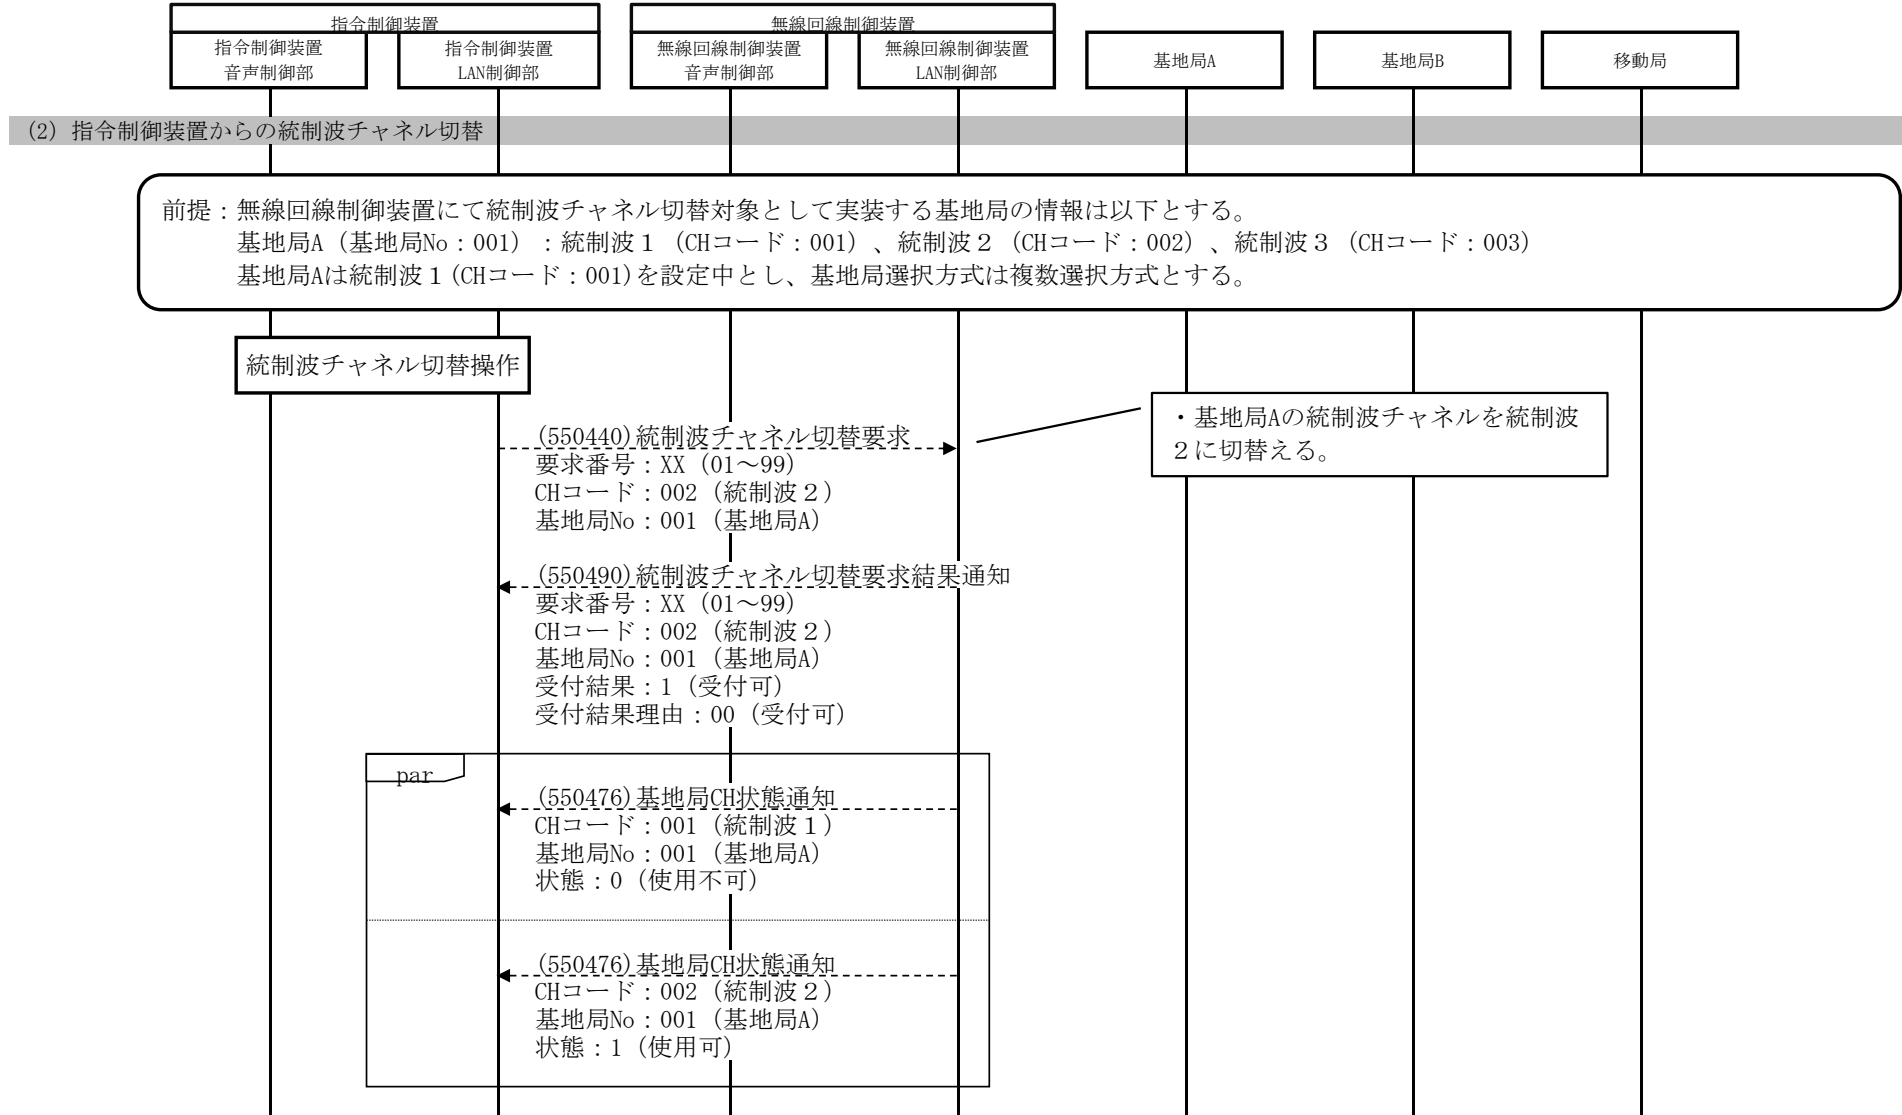 指令制御装置
無線回線制御装置
指令制御装置
音声制御部
指令制御装置
LAN制御部
無線回線制御装置
音声制御部
無線回線制御装置
LAN制御部
基地局A
基地局B
移動局
(2) 指令制御装置からの統制波チャネル切替
前提：無線回線制御装置にて統制波チャネル切替対象として実装する基地局の情報は以下とする。
基地局A（基地局No：001）：統制波１（CHコード：001）、統制波２（CHコード：002）、統制波３（CHコード：003）
基地局Aは統制波１(CHコード：001)を設定中とし、基地局選択方式は複数選択方式とする。
統制波チャネル切替操作
・基地局Aの統制波チャネルを統制波
２に切替える。
(550440)統制波チャネル切替要求
要求番号：XX（01～99）
CHコード：002（統制波２）
基地局No：001（基地局A）
(550490)統制波チャネル切替要求結果通知
要求番号：XX（01～99）
CHコード：002（統制波２）
基地局No：001（基地局A）
受付結果：1（受付可）
受付結果理由：00（受付可）
par
(550476)基地局CH状態通知
CHコード：001（統制波１）
基地局No：001（基地局A）
状態：0（使用不可）
(550476)基地局CH状態通知
CHコード：002（統制波２）
基地局No：001（基地局A）
状態：1（使用可）